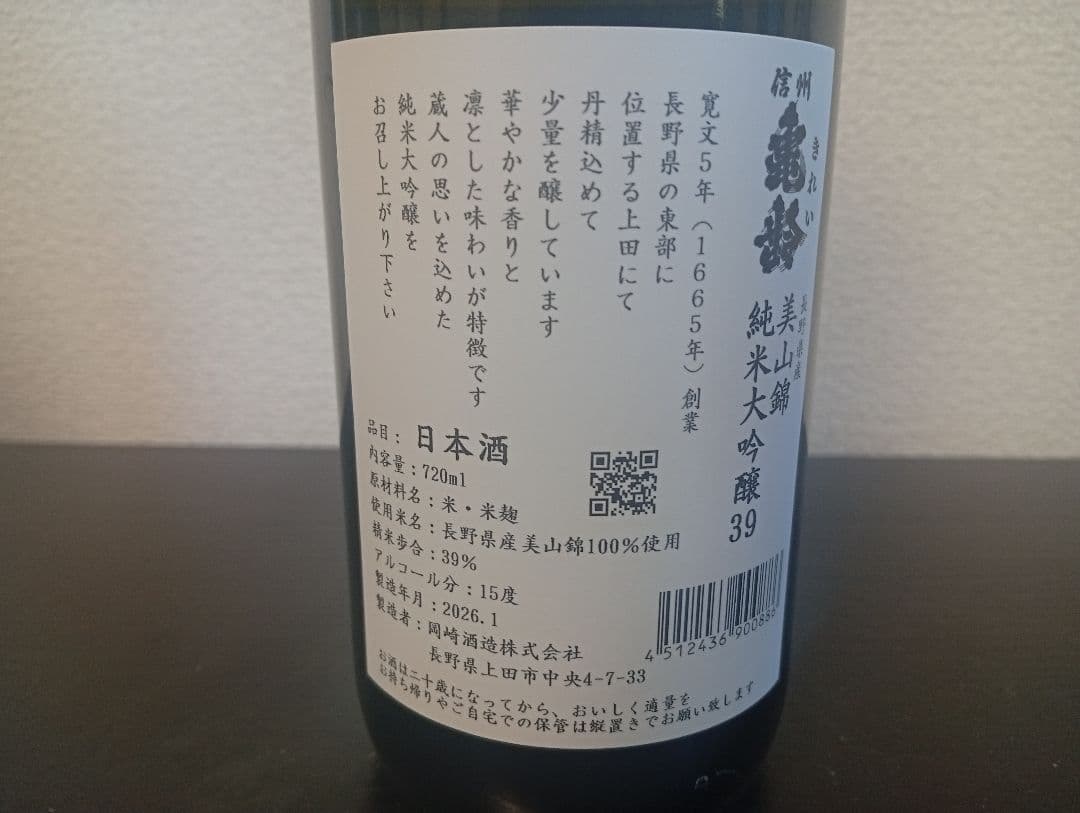 信州
亀齢
きれい
長野県産
美山錦
純米大吟醸39
寛文5年(1665年)創業
長野県の東部に
位置する上田にて
丹精込めて
少量を醸しています
華やかな香りと
凛とした味わいが特徴です
蔵人の思いを込めた
純米大吟醸を
お召し上がり下さい
品目：日本酒
内容量：720ml
原材料名：米・米麹
使用米名：長野県産美山錦100%使用
精米歩合：39%
アルコール分：15度
製造年月：2026.1
製造者：岡崎酒造株式会社
長野県上田市中央4-7-33
4 512436 900886
お酒は二十歳になってから、おいしく適量を
お持ち帰りやご自宅での保管は縦置きでお願い致します